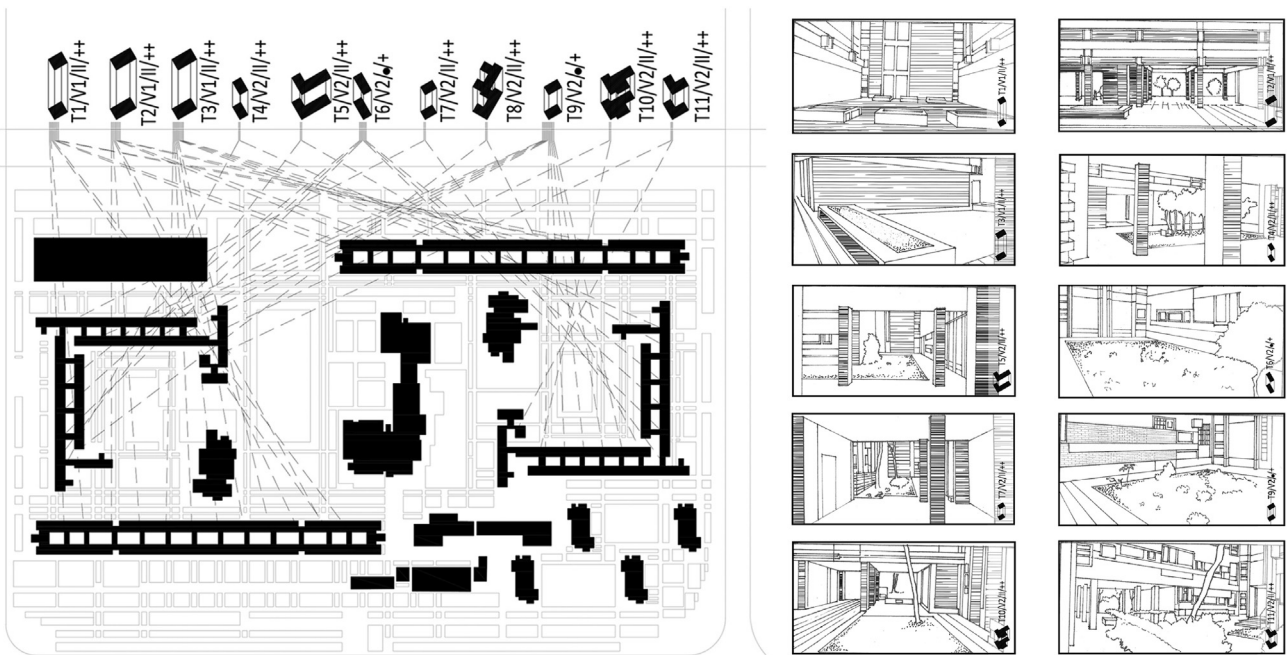 T1/V1/II/++
T2/V1/II/++
T3/V1/II/++
T4/V2/II/++
T5/V2/II/++
T6/V2/●/+
T7/V2/II/++
T8/V2/II/++
T9/V2/●/+
T10/V2/II/++
T11/V2/II/++
T1/V1/II/++
T2/V1/II/++
T3/V1/II/++
T4/V2/II/++
T5/V2/II/++
T6/V2/●/+
T7/V2/II/++
T9/V2/●/+
T10/V2/II/++
T11/V2/II/++